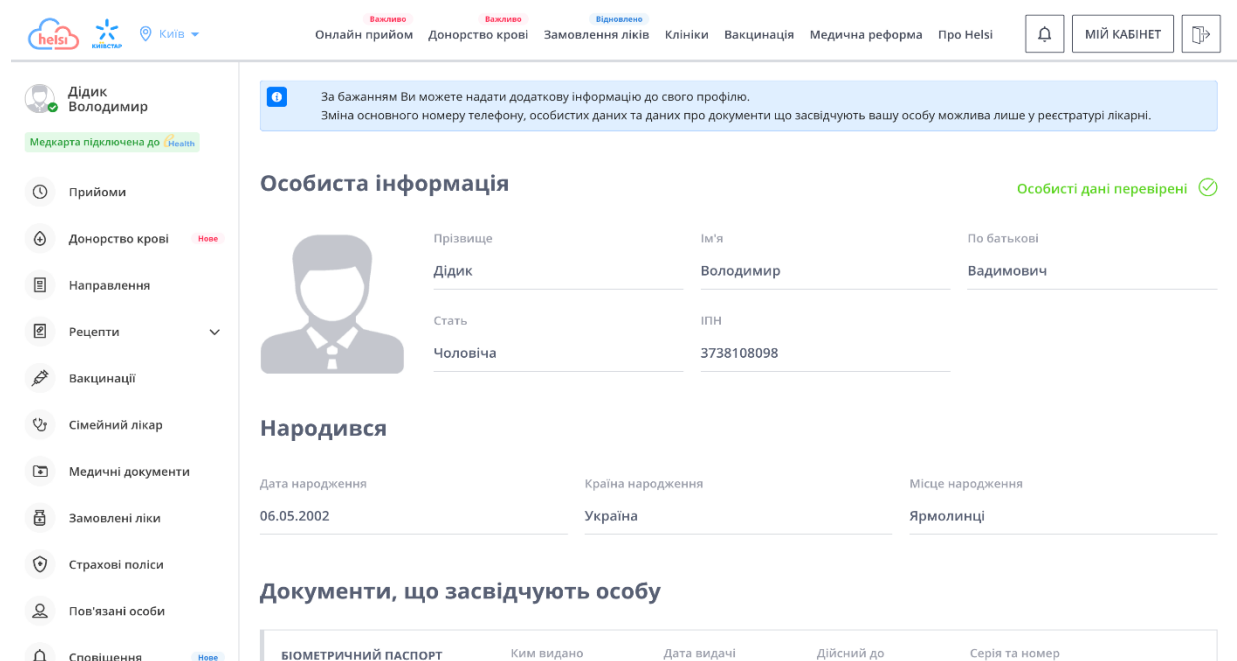 helsi
КИЇВСТАР
Київ
Важливо Важливо Відновлено
Онлайн прийом Донорство крові Замовлення ліків Клініки Вакцинація Медична реформа Про Helsi МІЙ КАБІНЕТ
Дідик
Володимир
Медкарта підключена до eHealth
Прийоми
Донорство крові Нове
Направлення
Рецепти
Вакцинації
Сімейний лікар
Медичні документи
Замовлені ліки
Страхові поліси
Пов'язані особи
Сповіщення Нове
За бажанням Ви можете надати додаткову інформацію до свого профілю.
Зміна основного номеру телефону, особистих даних та даних про документи що засвідчують вашу особу можлива лише у реєстратурі лікарні.
Особиста інформація
Особисті дані перевірені
Прізвище Ім'я По батькові
Дідик Володимир Вадимович
Стать ІПН
Чоловіча 3738108098
Народився
Дата народження Країна народження Місце народження
06.05.2002 Україна Ярмолинці
Документи, що засвідчують особу
БІОМЕТРИЧНИЙ ПАСПОРТ Ким видано Дата видачі Дійсний до Серія та номер